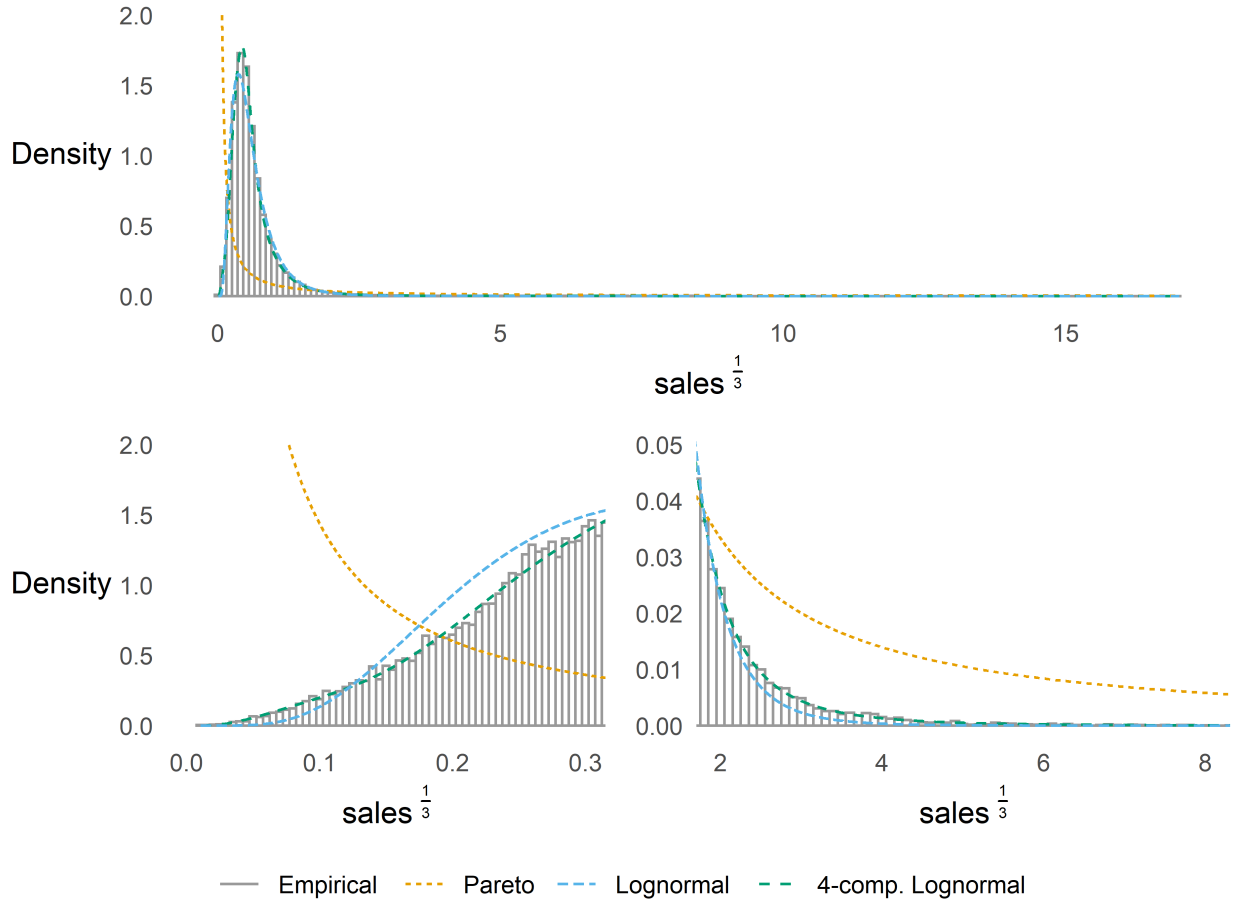 2.0
1.5
Density
1.0
0.5
0.0
0 5 10 15
sales 1/3
2.0
1.5
Density
1.0
0.5
0.0
0.0 0.1 0.2 0.3
sales 1/3
0.05
0.04
0.03
0.02
0.01
0.00
2 4 6 8
sales 1/3
Empirical Pareto Lognormal 4-comp. Lognormal